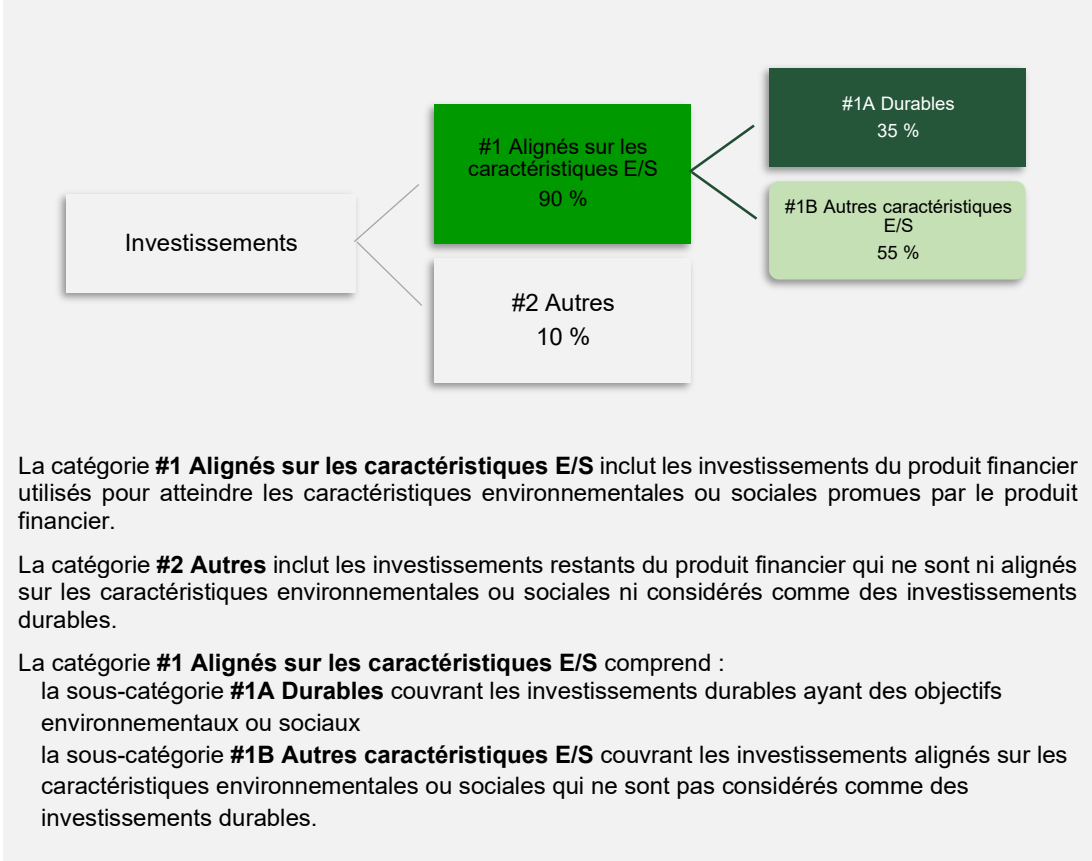 #1A Durables
35 %
#1 Alignés sur les
caractéristiques E/S
90 %
#1B Autres caractéristiques
E/S
55 %
Investissements
#2 Autres
10 %
La catégorie #1 Alignés sur les caractéristiques E/S inclut les investissements du produit financier
utilisés pour atteindre les caractéristiques environnementales ou sociales promues par le produit
financier.
La catégorie #2 Autres inclut les investissements restants du produit financier qui ne sont ni alignés
sur les caractéristiques environnementales ou sociales ni considérés comme des investissements
durables.
La catégorie #1 Alignés sur les caractéristiques E/S comprend :
la sous-catégorie #1A Durables couvrant les investissements durables ayant des objectifs
environnementaux ou sociaux
la sous-catégorie #1B Autres caractéristiques E/S couvrant les investissements alignés sur les
caractéristiques environnementales ou sociales qui ne sont pas considérés comme des
investissements durables.